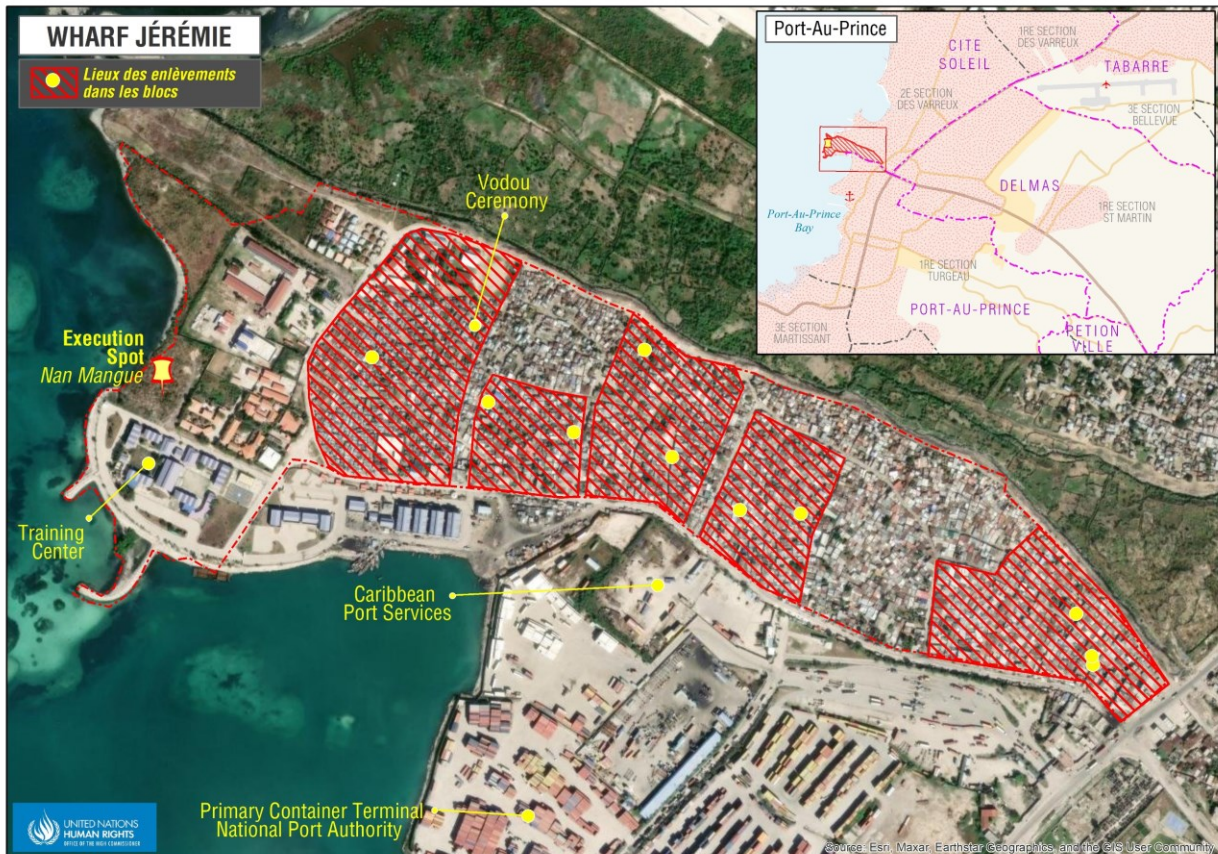 WHARF JÉRÉMIE
Lieux des enlèvements
dans les blocs
Port-Au-Prince
CITE
SOLEIL
1RE SECTION
DES VARREUX
TABARRE
2E SECTION
DES VARREUX
3E SECTION
BELLEVUE
DELMAS
1RE SECTION
ST MARTIN
Port-Au-Prince
Bay
1RE SECTION
TURGEAU
PORT-AU-PRINCE
3E SECTION
MARTISSANT
PETION
VILLE
Vodou
Ceremony
Execution
Spot
Nan Mangue
Training
Center
Caribbean
Port Services
Primary Container Terminal
National Port Authority
UNITED NATIONS
HUMAN RIGHTS
OFFICE OF THE HIGH COMMISSIONER
Source: Esri, Maxar, Earthstar Geographics, and the GIS User Community